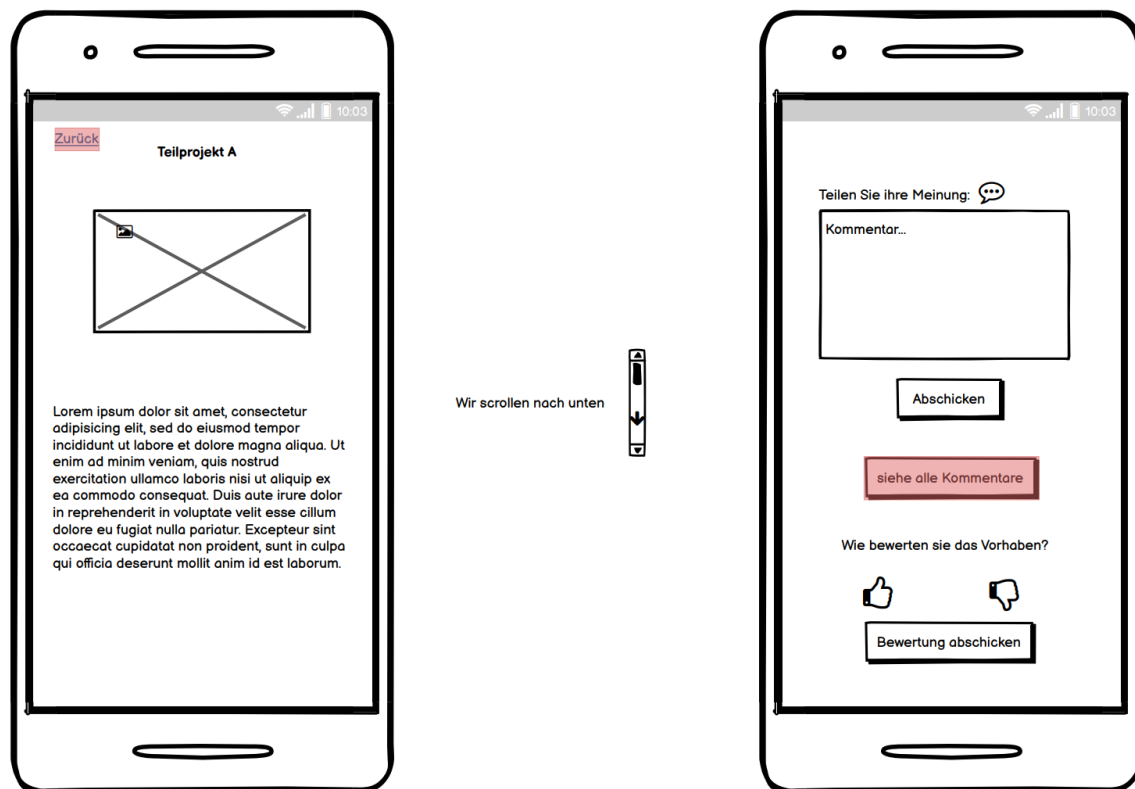 10:03
Zurück
Teilprojekt A
Lorem ipsum dolor sit amet, consectetur
adipisicing elit, sed do eiusmod tempor
incididunt ut labore et dolore magna aliqua. Ut
enim ad minim veniam, quis nostrud
exercitation ullamco laboris nisi ut aliquip ex
ea commodo consequat. Duis aute irure dolor
in reprehenderit in voluptate velit esse cillum
dolore eu fugiat nulla pariatur. Excepteur sint
occaecat cupidatat non proident, sunt in culpa
qui officia deserunt mollit anim id est laborum.
Wir scrollen nach unten
10:03
Teilen Sie ihre Meinung:
Kommentar...
Abschicken
siehe alle Kommentare
Wie bewerten sie das Vorhaben?
Bewertung abschicken